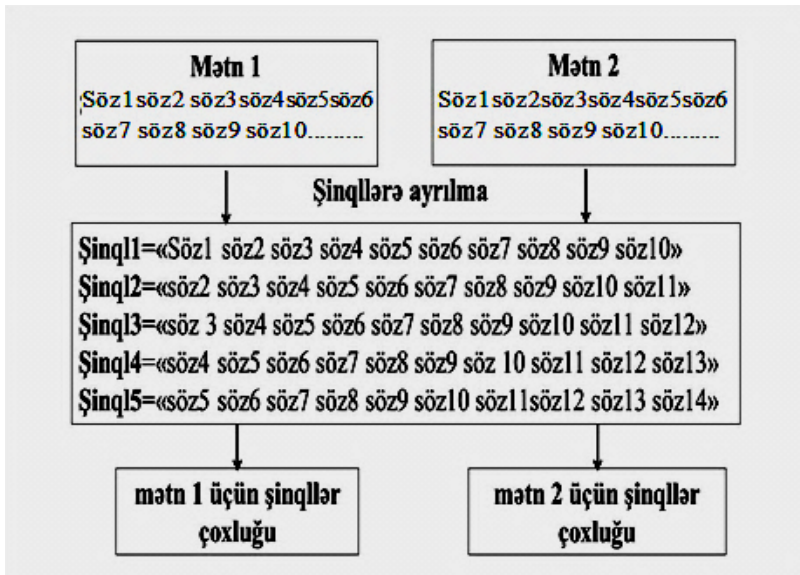 Mətn 1
Söz1söz2 söz3söz4söz5söz6
söz7 söz8 söz9 söz10.........
Mətn 2
Söz1söz2söz3söz4söz5söz6
söz7 söz8 söz9 söz10.........
Şinqllərə ayrılma
Şinql1=«Söz1 söz2 söz3 söz4 söz5 söz6 söz7 söz8 söz9 söz10»
Şinql2=«söz2 söz3 söz4 söz5 söz6 söz7 söz8 söz9 söz10 söz11»
Şinql3=«söz 3 söz4 söz5 söz6 söz7 söz8 söz9 söz10 söz11 söz12»
Şinql4=«söz4 söz5 söz6 söz7 söz8 söz9 söz 10 söz11 söz12 söz13»
Şinql5=«söz5 söz6 söz7 söz8 söz9 söz10 söz11söz12 söz13 söz14»
mətn 1 üçün şinqllər
çoxluğu
mətn 2 üçün şinqllər
çoxluğu